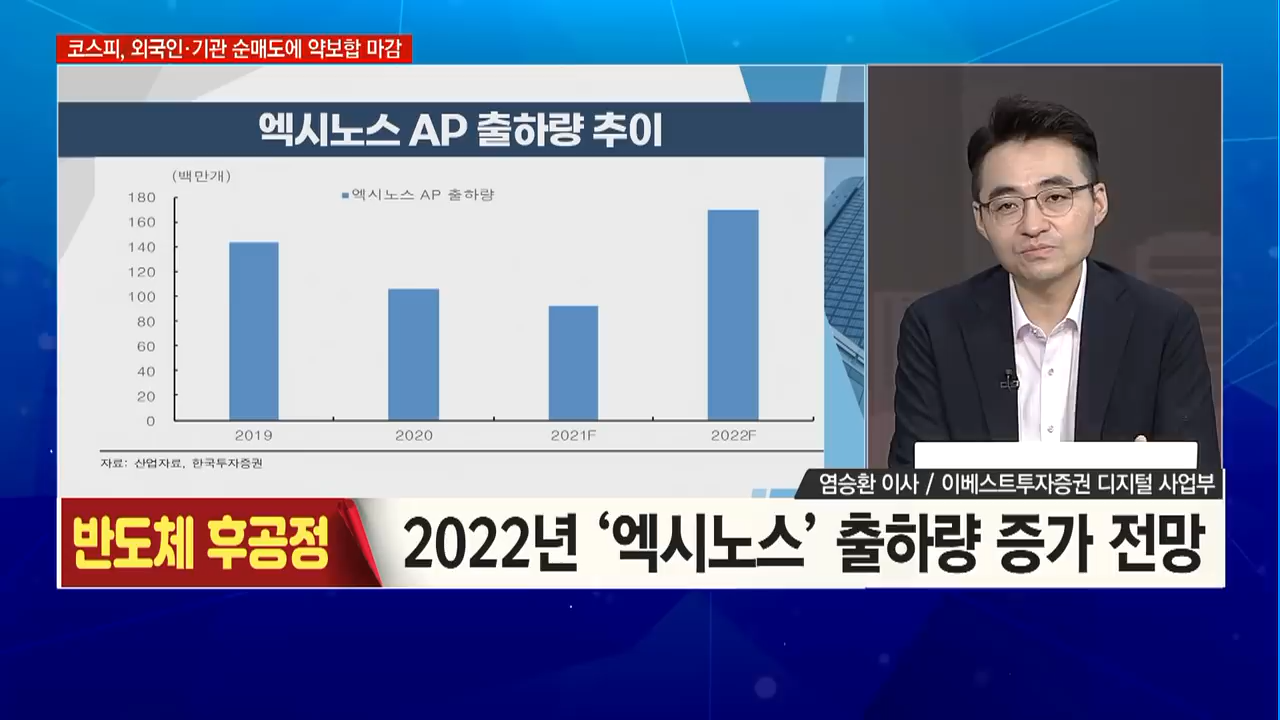 코스피, 외국인·기관 순매도에 약보합 마감
엑시노스 AP 출하량 추이
(백만개)
■엑시노스 AP 출하량
180
160
140
120
100
80
60
40
20
0
2019 2020 2021F 2022F
자료: 산업자료, 한국투자증권
염승환 이사 / 이베스트투자증권 디지털 사업부
반도체 후공정
2022년 ‘엑시노스’ 출하량 증가 전망